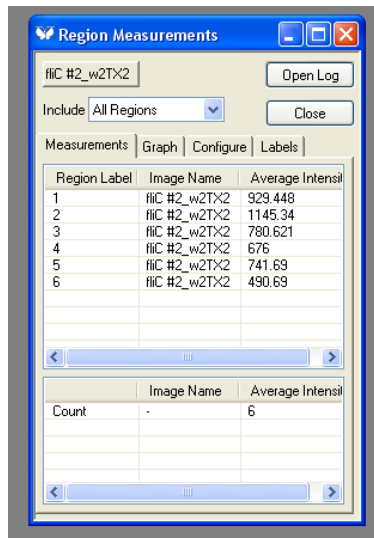 Region Measurements
fliC #2_w2TX2 Open Log
Include All Regions Close
Measurements Graph Configure Labels
Region Label Image Name Average Intensit
1 fliC #2_w2TX2 929.448
2 fliC #2_w2TX2 1145.34
3 fliC #2_w2TX2 780.621
4 fliC #2_w2TX2 676
5 fliC #2_w2TX2 741.69
6 fliC #2_w2TX2 490.69
Image Name Average Intensit
Count - 6